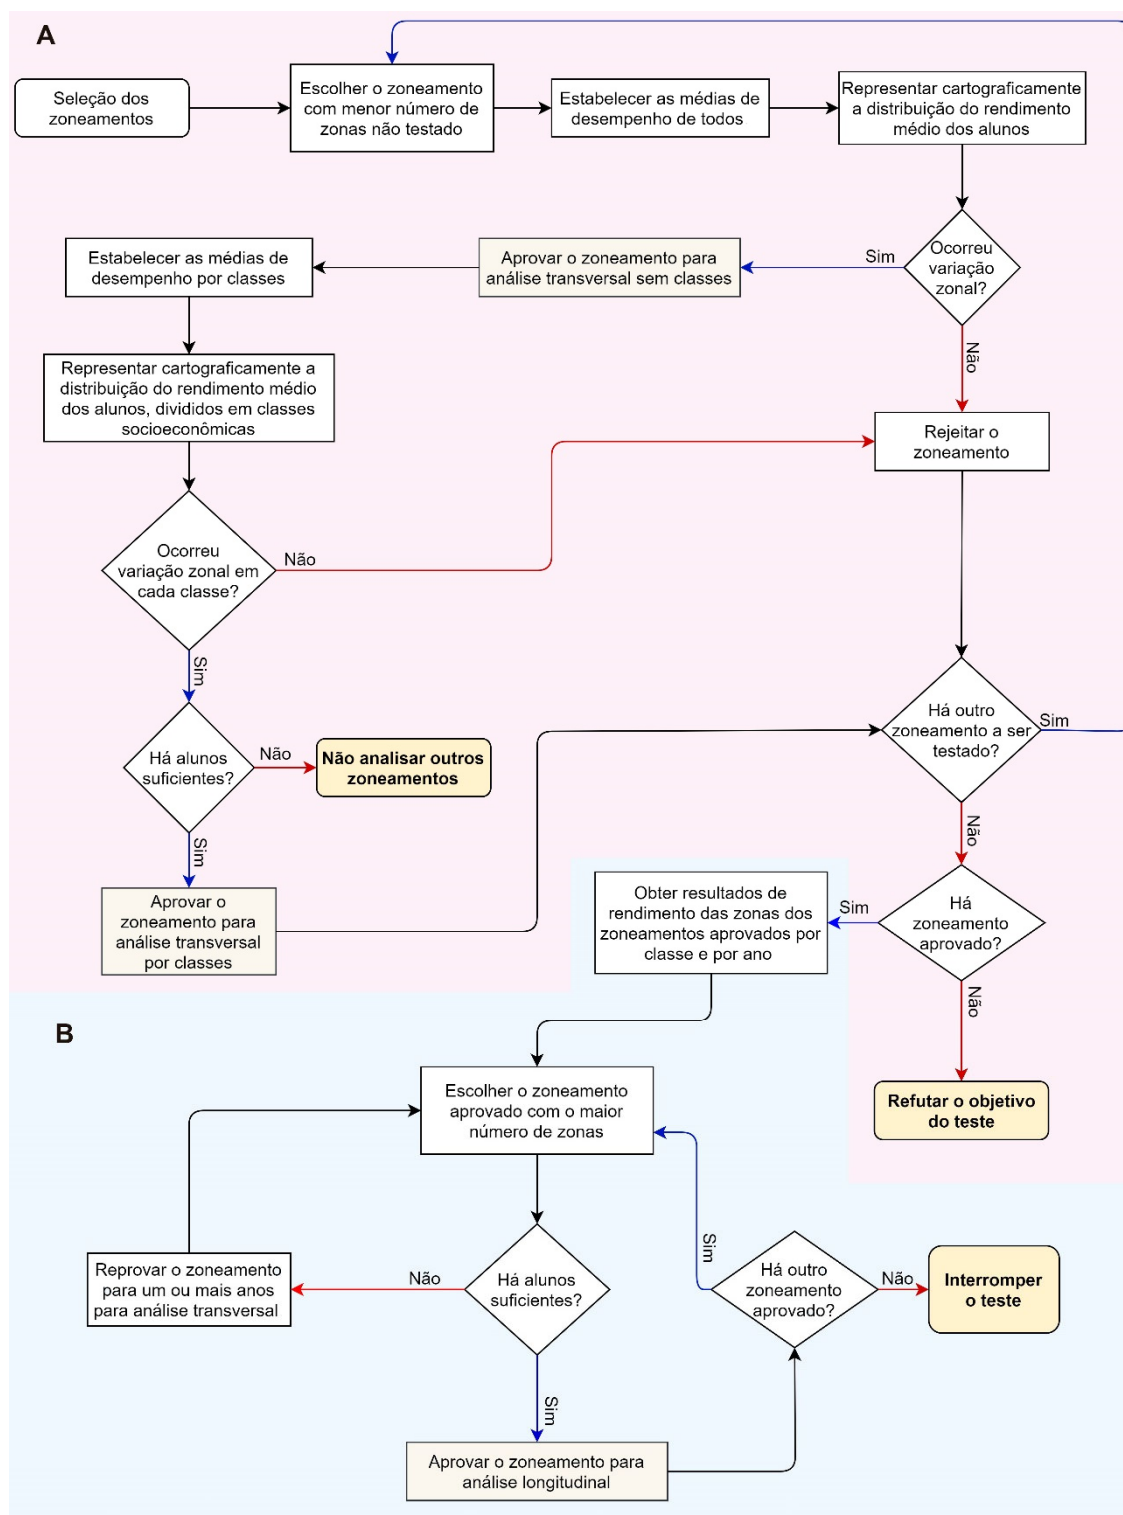 A
Seleção dos
zoneamentos
Escolher o zoneamento
com menor número de
zonas não testado
Estabelecer as médias de
desempenho de todos
Representar cartograficamente
a distribuição do rendimento
médio dos alunos
Ocorreu
variação
zonal?
Sim
Não
Aprovar o zoneamento para
análise transversal sem classes
Estabelecer as médias de
desempenho por classes
Representar cartograficamente a
distribuição do rendimento médio
dos alunos, divididos em classes
socioeconômicas
Rejeitar o
zoneamento
Ocorreu
variação zonal em
cada classe?
Não
Sim
Há alunos
suficientes?
Não
Não analisar outros
zoneamentos
Sim
Aprovar o
zoneamento para
análise transversal
por classes
Há outro
zoneamento a ser
testado?
Sim
Não
Há
zoneamento
aprovado?
Sim
Não
Obter resultados de
rendimento das zonas dos
zoneamentos aprovados por
classe e por ano
Refutar o objetivo
do teste
B
Escolher o zoneamento
aprovado com o maior
número de zonas
Há alunos
suficientes?
Não
Reprovar o zoneamento
para um ou mais anos
para análise transversal
Sim
Aprovar o zoneamento para
análise longitudinal
Há outro
zoneamento
aprovado?
Sim
Não
Interromper
o teste